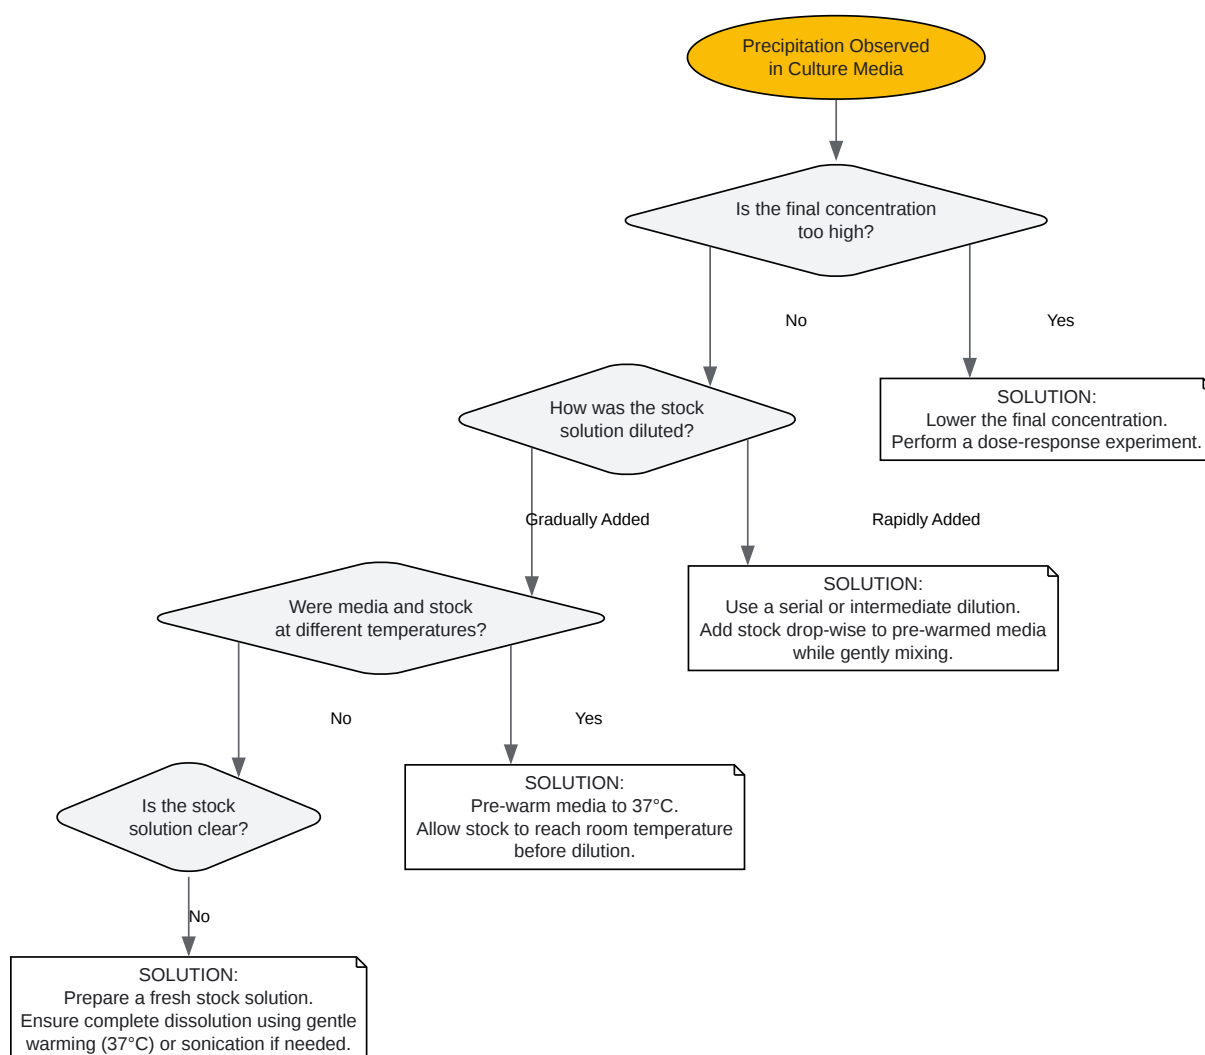 Precipitation Observed
in Culture Media
Is the final concentration
too high?
No
Yes
SOLUTION:
Lower the final concentration.
Perform a dose-response experiment.
How was the stock
solution diluted?
Gradually Added
Rapidly Added
SOLUTION:
Use a serial or intermediate dilution.
Add stock drop-wise to pre-warmed media
while gently mixing.
Were media and stock
at different temperatures?
No
Yes
SOLUTION:
Pre-warm media to 37°C.
Allow stock to reach room temperature
before dilution.
Is the stock
solution clear?
No
SOLUTION:
Prepare a fresh stock solution.
Ensure complete dissolution using gentle
warming (37°C) or sonication if needed.